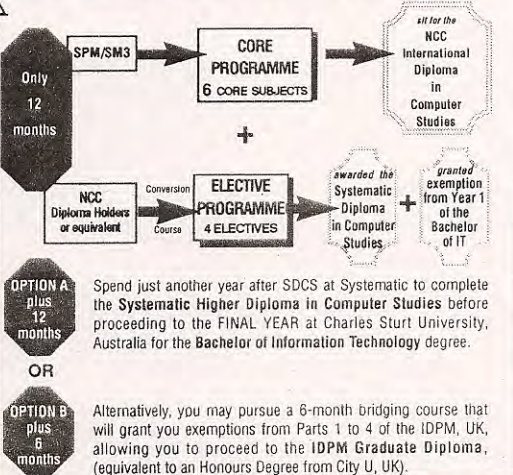 Only
12
months
SPM/SM3
CORE
PROGRAMME
6 CORE SUBJECTS
sit for the
NCC
International
Diploma
in
Computer
Studies
+
NCC
Diploma Holders
or equivalent
Conversion
Course
ELECTIVE
PROGRAMME
4 ELECTIVES
awarded the
Systematic
Diploma
in Computer
Studies
+
granted
exemption
from Year 1
of the
Bachelor
of IT
OPTION A
plus
12
months
Spend just another year after SDCS at Systematic to complete
the Systematic Higher Diploma in Computer Studies before
proceeding to the FINAL YEAR at Charles Sturt University,
Australia for the Bachelor of Information Technology degree.
OR
OPTION B
plus
6
months
Alternatively, you may pursue a 6-month bridging course that
will grant you exemptions from Parts 1 to 4 of the IDPM, UK,
allowing you to proceed to the IDPM Graduate Diploma,
(equivalent to an Honours Degree from City U, UK).